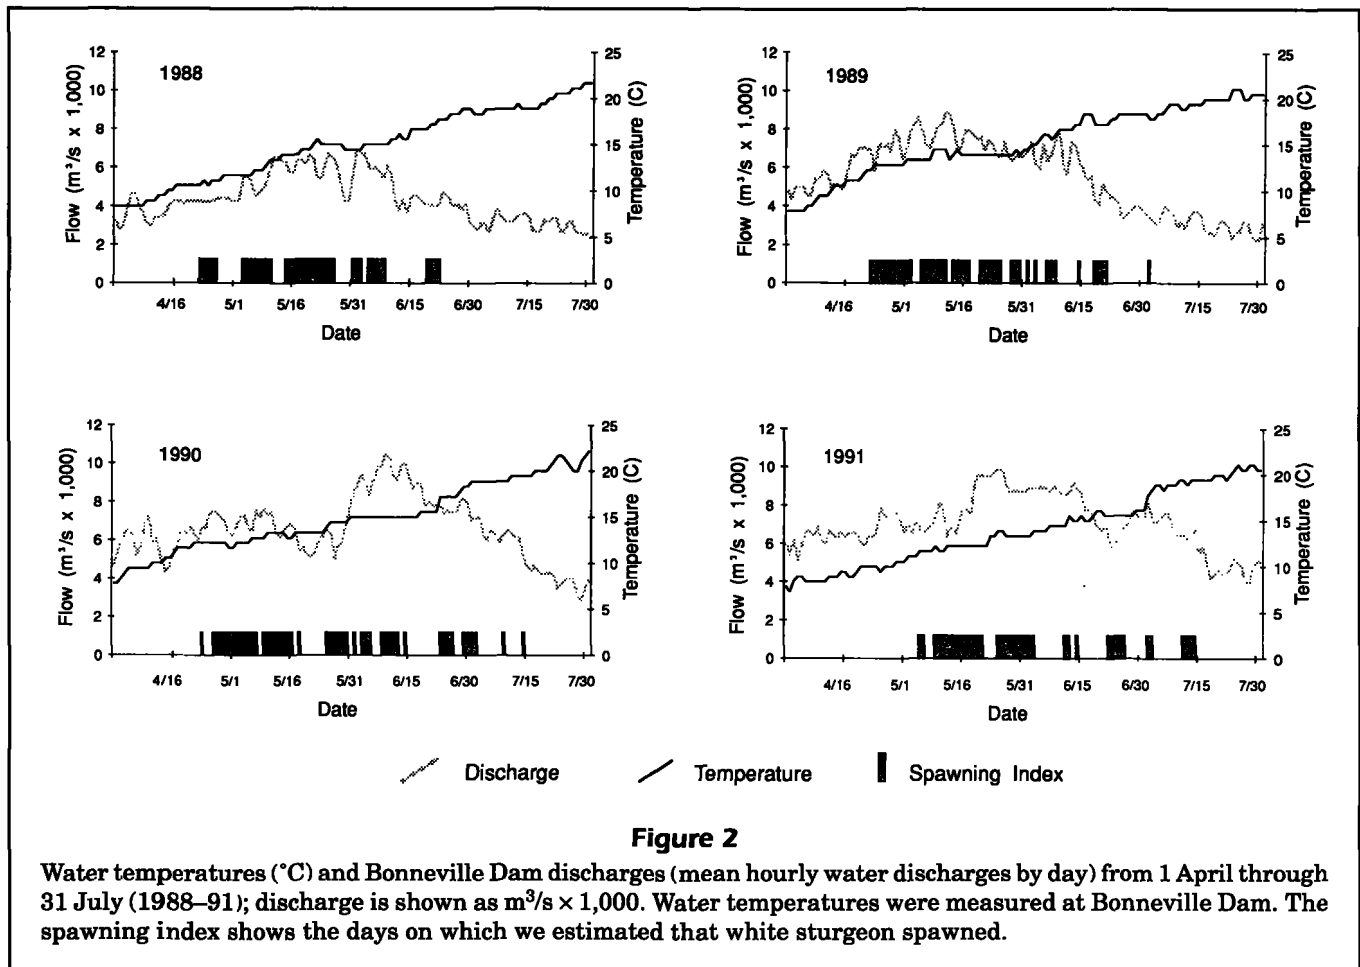 1988
12
10
8
6
4
2
0
Flow (m³/s x 1,000)
25
20
15
10
5
0
Temperature (C)
4/16 5/1 5/16 5/31 6/15 6/30 7/15 7/30
Date
1989
12
10
8
6
4
2
0
Flow (m³/s x 1,000)
25
20
15
10
5
0
Temperature (C)
4/16 5/1 5/16 5/31 6/15 6/30 7/15 7/30
Date
1990
12
10
8
6
4
2
0
Flow (m³/s x 1,000)
25
20
15
10
5
0
Temperature (C)
4/16 5/1 5/16 5/31 6/15 6/30 7/15 7/30
Date
1991
12
10
8
6
4
2
0
Flow (m³/s x 1,000)
25
20
15
10
5
0
Temperature (C)
4/16 5/1 5/16 5/31 6/15 6/30 7/15 7/30
Date
Discharge Temperature Spawning Index
Figure 2
Water temperatures (°C) and Bonneville Dam discharges (mean hourly water discharges by day) from 1 April through
31 July (1988–91); discharge is shown as m³/s × 1,000. Water temperatures were measured at Bonneville Dam. The
spawning index shows the days on which we estimated that white sturgeon spawned.